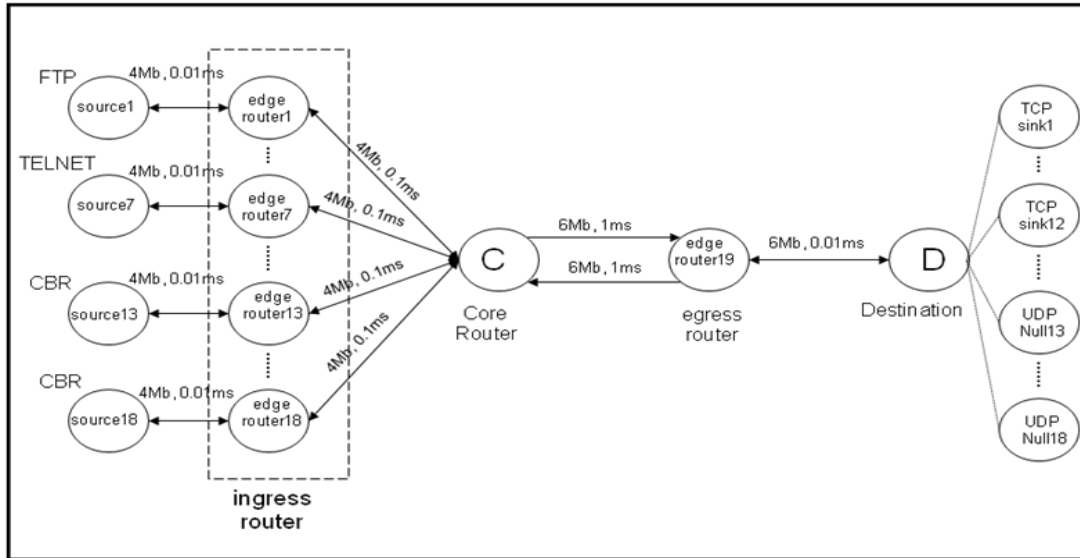 FTP
4Mb, 0.01ms
source1
edge
router1
4Mb, 0.1ms
TELNET
4Mb, 0.01ms
source7
edge
router7
4Mb, 0.1ms
CBR
4Mb, 0.01ms
source13
edge
router13
4Mb, 0.1ms
CBR
4Mb, 0.01ms
source18
edge
router18
4Mb, 0.1ms
ingress
router
C
Core
Router
6Mb, 1ms
6Mb, 1ms
edge
router19
egress
router
6Mb, 0.01ms
D
Destination
TCP
sink1
TCP
sink12
UDP
Null13
UDP
Null18